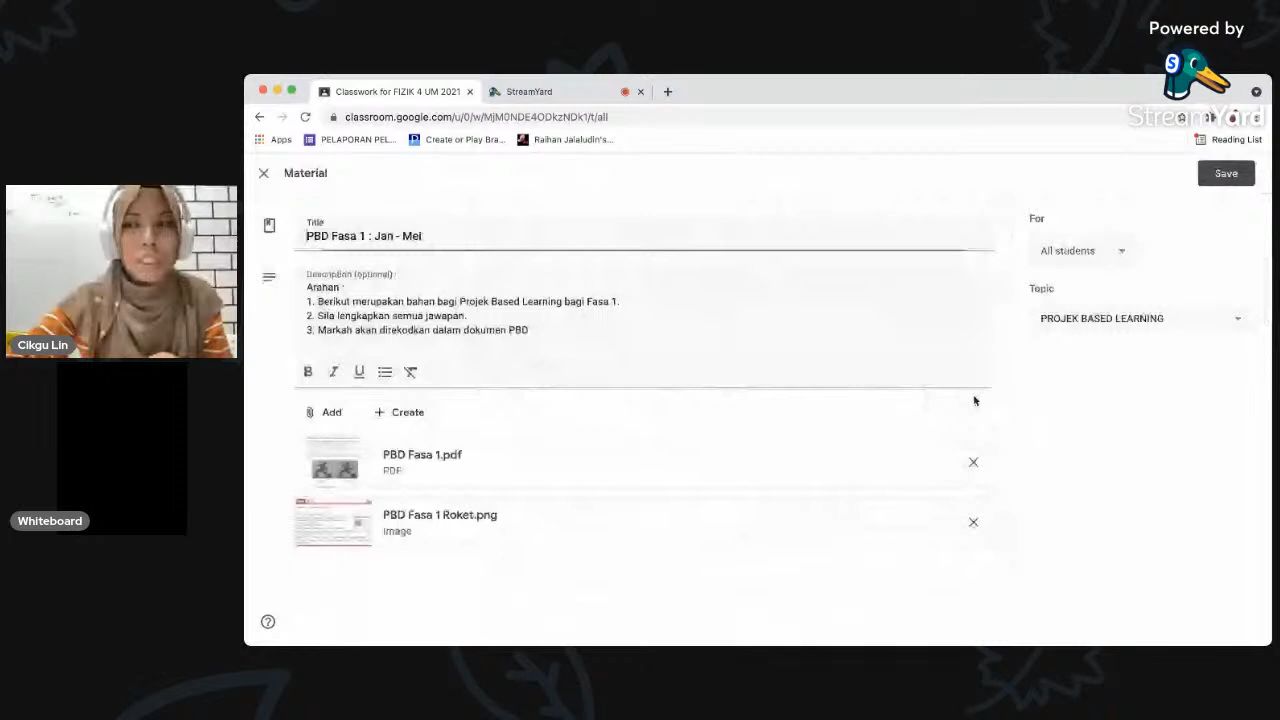 Powered by
StreamYard
Classwork for FIZIK 4 UM 2021
StreamYard
classroom.google.com/u/0/w/MjM0NDE4ODkzNDk1/t/all
Apps
PELAPORAN PEL...
Create or Play Bra...
Raihan Jalaludin's...
Reading List
Material
Save
Title
PBD Fasa 1 : Jan - Mei
For
All students
Description (optional)
Arahan :
1. Berikut merupakan bahan bagi Projek Based Learning bagi Fasa 1.
2. Sila lengkapkan semua jawapan.
3. Markah akan direkodkan dalam dokumen PBD
Topic
PROJEK BASED LEARNING
B I U
Add
Create
PBD Fasa 1.pdf
PDF
PBD Fasa 1 Roket.png
Image
Cikgu Lin
Whiteboard